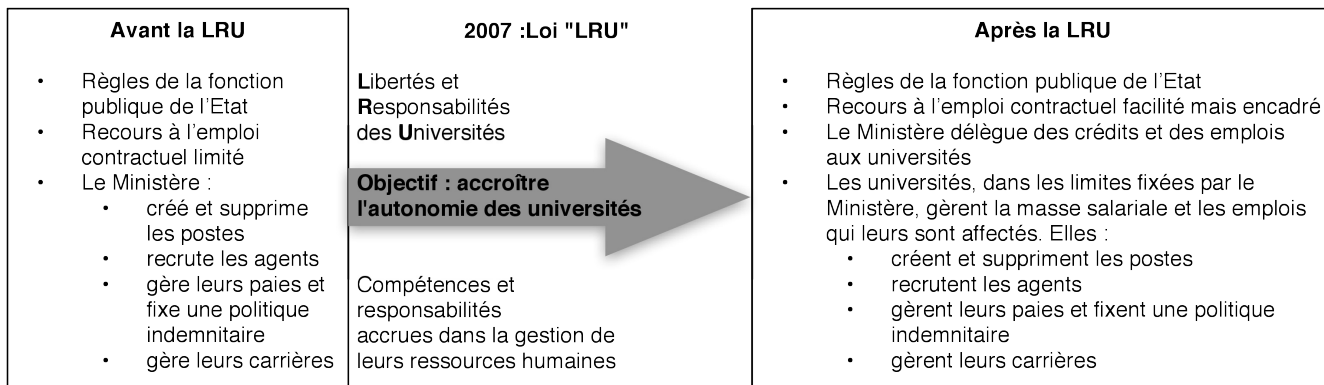 Avant la LRU
• Règles de la fonction
publique de l'Etat
• Recours à l'emploi
contractuel limité
• Le Ministère :
• créé et supprime
les postes
• recrute les agents
• gère leurs paies et
fixe une politique
indemnitaire
• gère leurs carrières
2007 :Loi "LRU"
Libertés et
Responsabilités
des Universités
Objectif : accroître
l'autonomie des universités
Compétences et
responsabilités
accrues dans la gestion de
leurs ressources humaines
Après la LRU
• Règles de la fonction publique de l'Etat
• Recours à l'emploi contractuel facilité mais encadré
• Le Ministère délègue des crédits et des emplois
aux universités
• Les universités, dans les limites fixées par le
Ministère, gèrent la masse salariale et les emplois
qui leurs sont affectés. Elles :
• créent et suppriment les postes
• recrutent les agents
• gèrent leurs paies et fixent une politique
indemnitaire
• gèrent leurs carrières